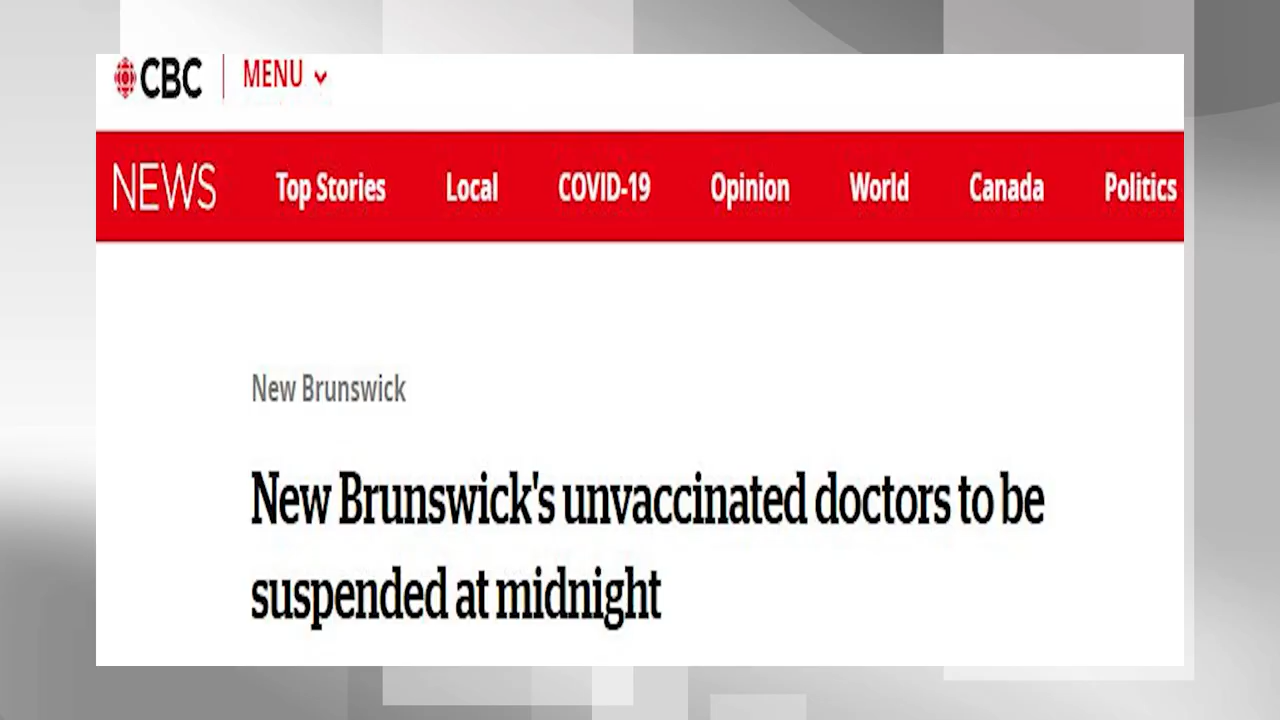 CBC MENU
NEWS Top Stories Local COVID-19 Opinion World Canada Politics
New Brunswick
New Brunswick's unvaccinated doctors to be
suspended at midnight